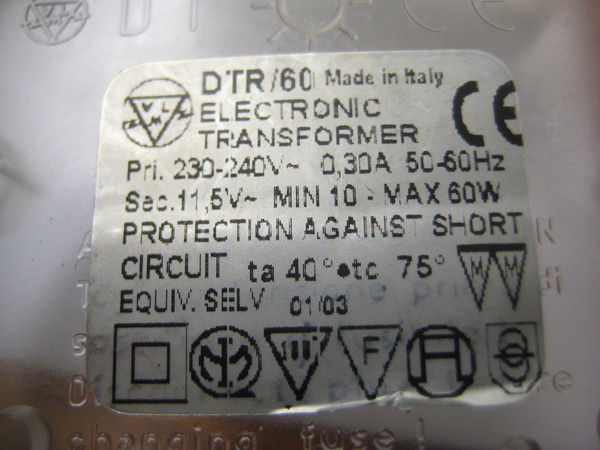 DTR/60 Made in Italy
ELECTRONIC
TRANSFORMER
CE
Pri. 230-240V~ 0,30A 50-60Hz
Sec.11,5V~ MIN 10 - MAX 60W
PROTECTION AGAINST SHORT
CIRCUIT ta 40° tc 75°
M M
EQUIV. SELV 01/03
F
changing fuse!